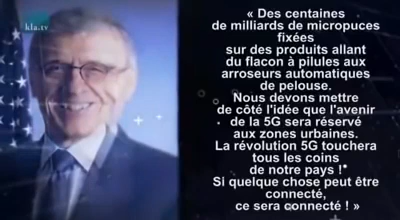 kla.tv
« Des centaines
de milliards de micropuces
fixées
sur des produits allant
du flacon à pilules aux
arroseurs automatiques
de pelouse.
Nous devons mettre
de côté l'idée que l'avenir
de la 5G sera réservé
aux zones urbaines.
La révolution 5G touchera
tous les coins
de notre pays !*
Si quelque chose peut être
connecté,
ce sera connecté ! »